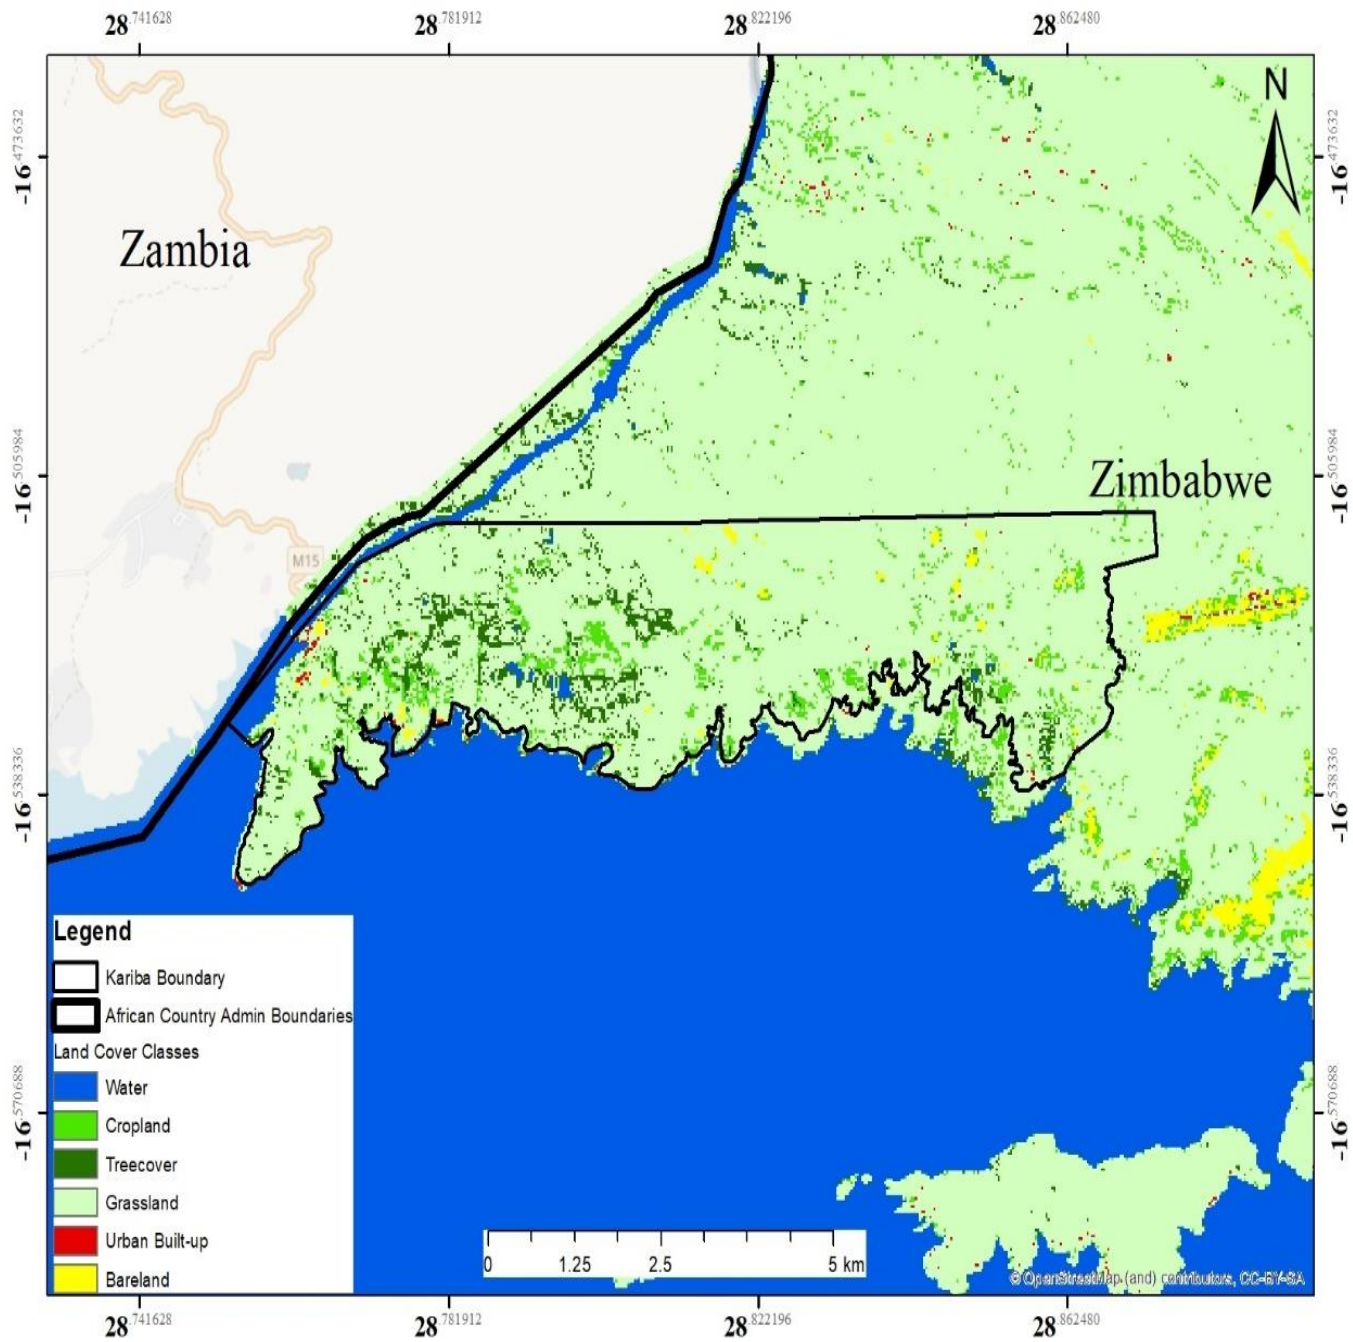 28.741628 28.781912 28.822196 28.862480
N
-16.473632 -16.473632
Zambia
-16.505984 -16.505984
Zimbabwe
M15
-16.538336 -16.538336
Legend
Kariba Boundary
African Country Admin Boundaries
Land Cover Classes
Water
Cropland
-16.570688 -16.570688
Treecover
Grassland
Urban Built-up
Bareland
0 1.25 2.5 5 km
© OpenStreetMap (and) contributors, CC-BY-SA
28.741628 28.781912 28.822196 28.862480